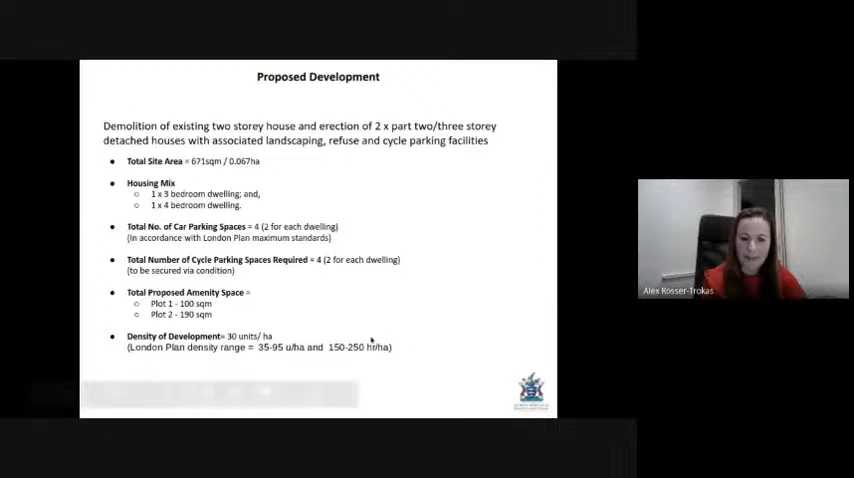 Proposed Development
Demolition of existing two storey house and erection of 2 x part two/three storey
detached houses with associated landscaping, refuse and cycle parking facilities
● Total Site Area = 671sqm / 0.067ha
● Housing Mix
○ 1 x 3 bedroom dwelling; and,
○ 1 x 4 bedroom dwelling.
● Total No. of Car Parking Spaces = 4 (2 for each dwelling)
(In accordance with London Plan maximum standards)
● Total Number of Cycle Parking Spaces Required = 4 (2 for each dwelling)
(to be secured via condition)
● Total Proposed Amenity Space =
○ Plot 1 - 100 sqm
○ Plot 2 - 190 sqm
● Density of Development= 30 units/ ha
(London Plan density range = 35-95 u/ha and 150-250 hr/ha)
Alex Rosser-Trokas